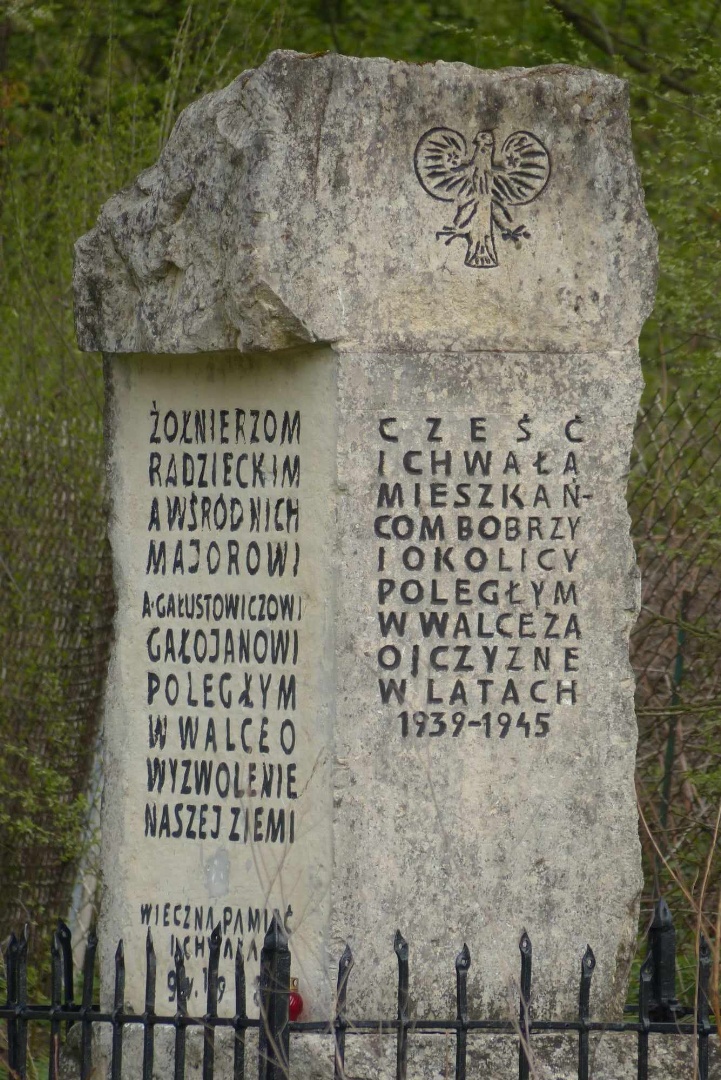 ŻOŁNIERZOM
RADZIECKIM
A WŚRÓD NICH
MAJOROWI
A·GAŁUSTOWICZOWI
GAŁOJANOWI
POLEGŁYM
W WALCE O
WYZWOLENIE
NASZEJ ZIEMI
WIECZNA PAMIĘĆ
I CHWAŁA
CZEŚĆ
I CHWAŁA
MIESZKAŃ-
COM BOBRZY
I OKOLICY
POLEGŁYM
W WALCE ZA
OJCZYZNE
W LATACH
1939-1945